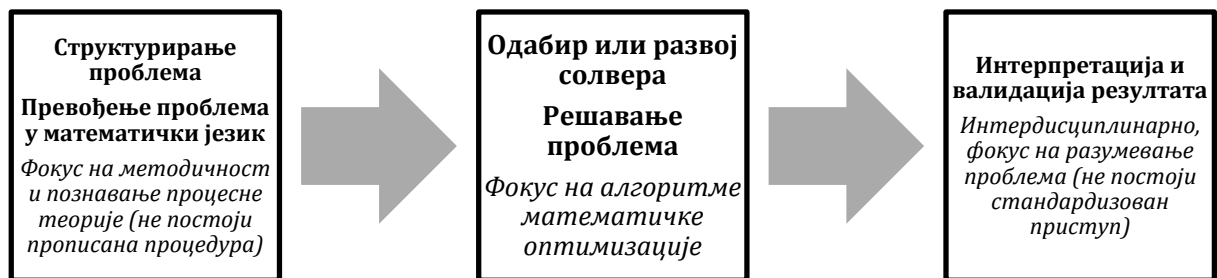 Структурирање
проблема
Превођење проблема
у математички језик
Фокус на методичност
и познавање процесне
теорије (не постоји
прописана процедура)
Одабир или развој
солвера
Решавање
проблема
Фокус на алгоритме
математичке
оптимизације
Интерпретација и
валидација резултата
Интердисциплинарно,
фокус на разумевање
проблема (не постоји
стандардизован
приступ)